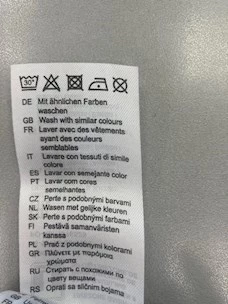 30°
DE Mit ähnlichen Farben
waschen
GB Wash with similar colours
FR Laver avec des vêtements
ayant des couleurs
semblables
IT Lavare con tessuti di simile
colore
ES Lavar con semejante color
PT Lavar com cores
semelhantes
CZ Perte s podobnými barvami
NL Wasen met gelijke kleuren
SK Perte s podobnými farbami
FI Pestävä samanväristen
kanssa
PL Prać z podobnymi kolorami
GR Πλύνετε με παρόμοια
χρώματα
RU Стирать с похожими по
цвету вещами
RS Oprati sa sličnim bojama